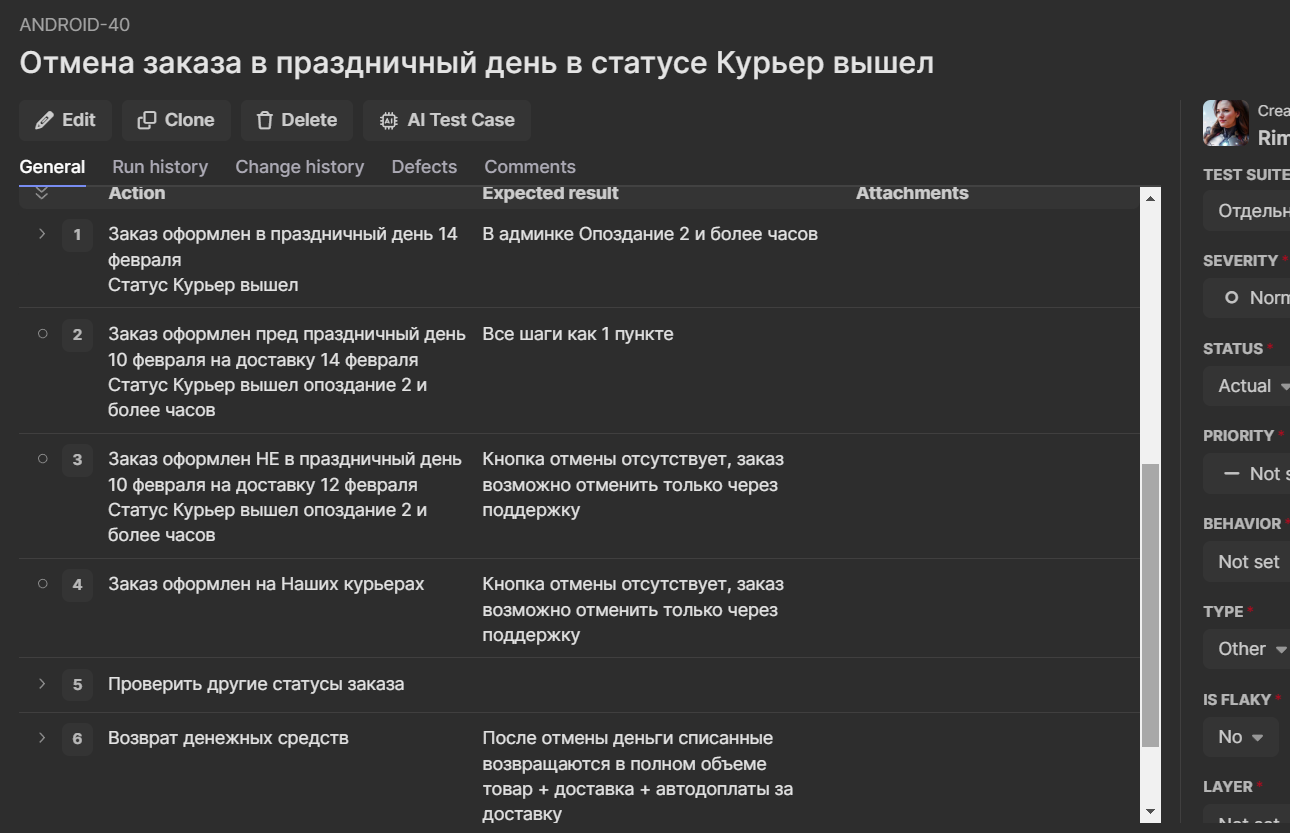 ANDROID-40
Отмена заказа в праздничный день в статусе Курьер вышел
Edit
Clone
Delete
AI Test Case
General
Run history
Change history
Defects
Comments
Action
Expected result
Attachments
1
Заказ оформлен в праздничный день 14
февраля
Статус Курьер вышел
В админке Опоздание 2 и более часов
2
Заказ оформлен пред праздничный день
10 февраля на доставку 14 февраля
Статус Курьер вышел опоздание 2 и
более часов
Все шаги как 1 пункте
3
Заказ оформлен НЕ в праздничный день
10 февраля на доставку 12 февраля
Статус Курьер вышел опоздание 2 и
более часов
Кнопка отмены отсутствует, заказ
возможно отменить только через
поддержку
4
Заказ оформлен на Наших курьерах
Кнопка отмены отсутствует, заказ
возможно отменить только через
поддержку
5
Проверить другие статусы заказа
6
Возврат денежных средств
После отмены деньги списанные
возвращаются в полном объеме
товар + доставка + автодоплаты за
доставку
TEST SUITE
SEVERITY *
STATUS *
Actual
PRIORITY *
BEHAVIOR *
Not set
TYPE *
Other
IS FLAKY *
No
LAYER *